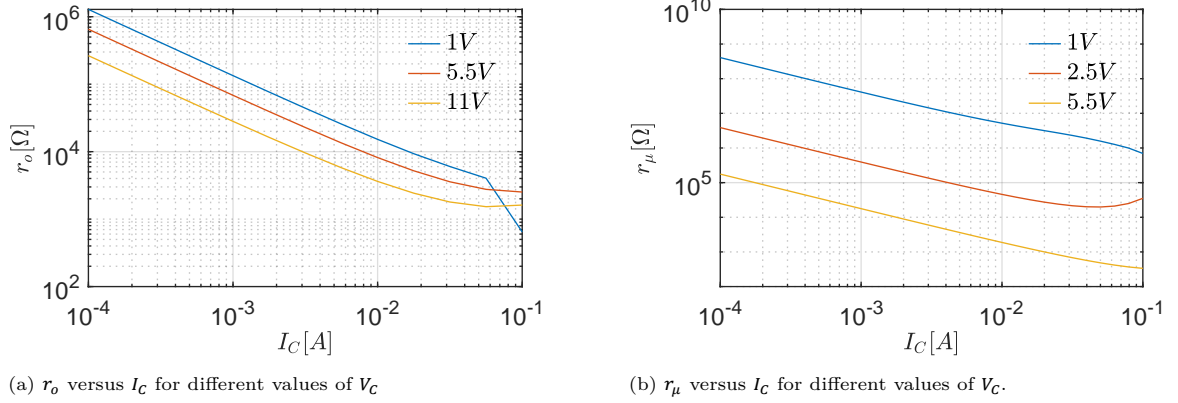 10^6
10^4
10^2
r_o[Ω]
1V
5.5V
11V
10^-4
10^-3
10^-2
10^-1
I_C[A]
(a) r_o versus I_C for different values of V_C
10^10
10^5
r_μ[Ω]
1V
2.5V
5.5V
10^-4
10^-3
10^-2
10^-1
I_C[A]
(b) r_μ versus I_C for different values of V_C.